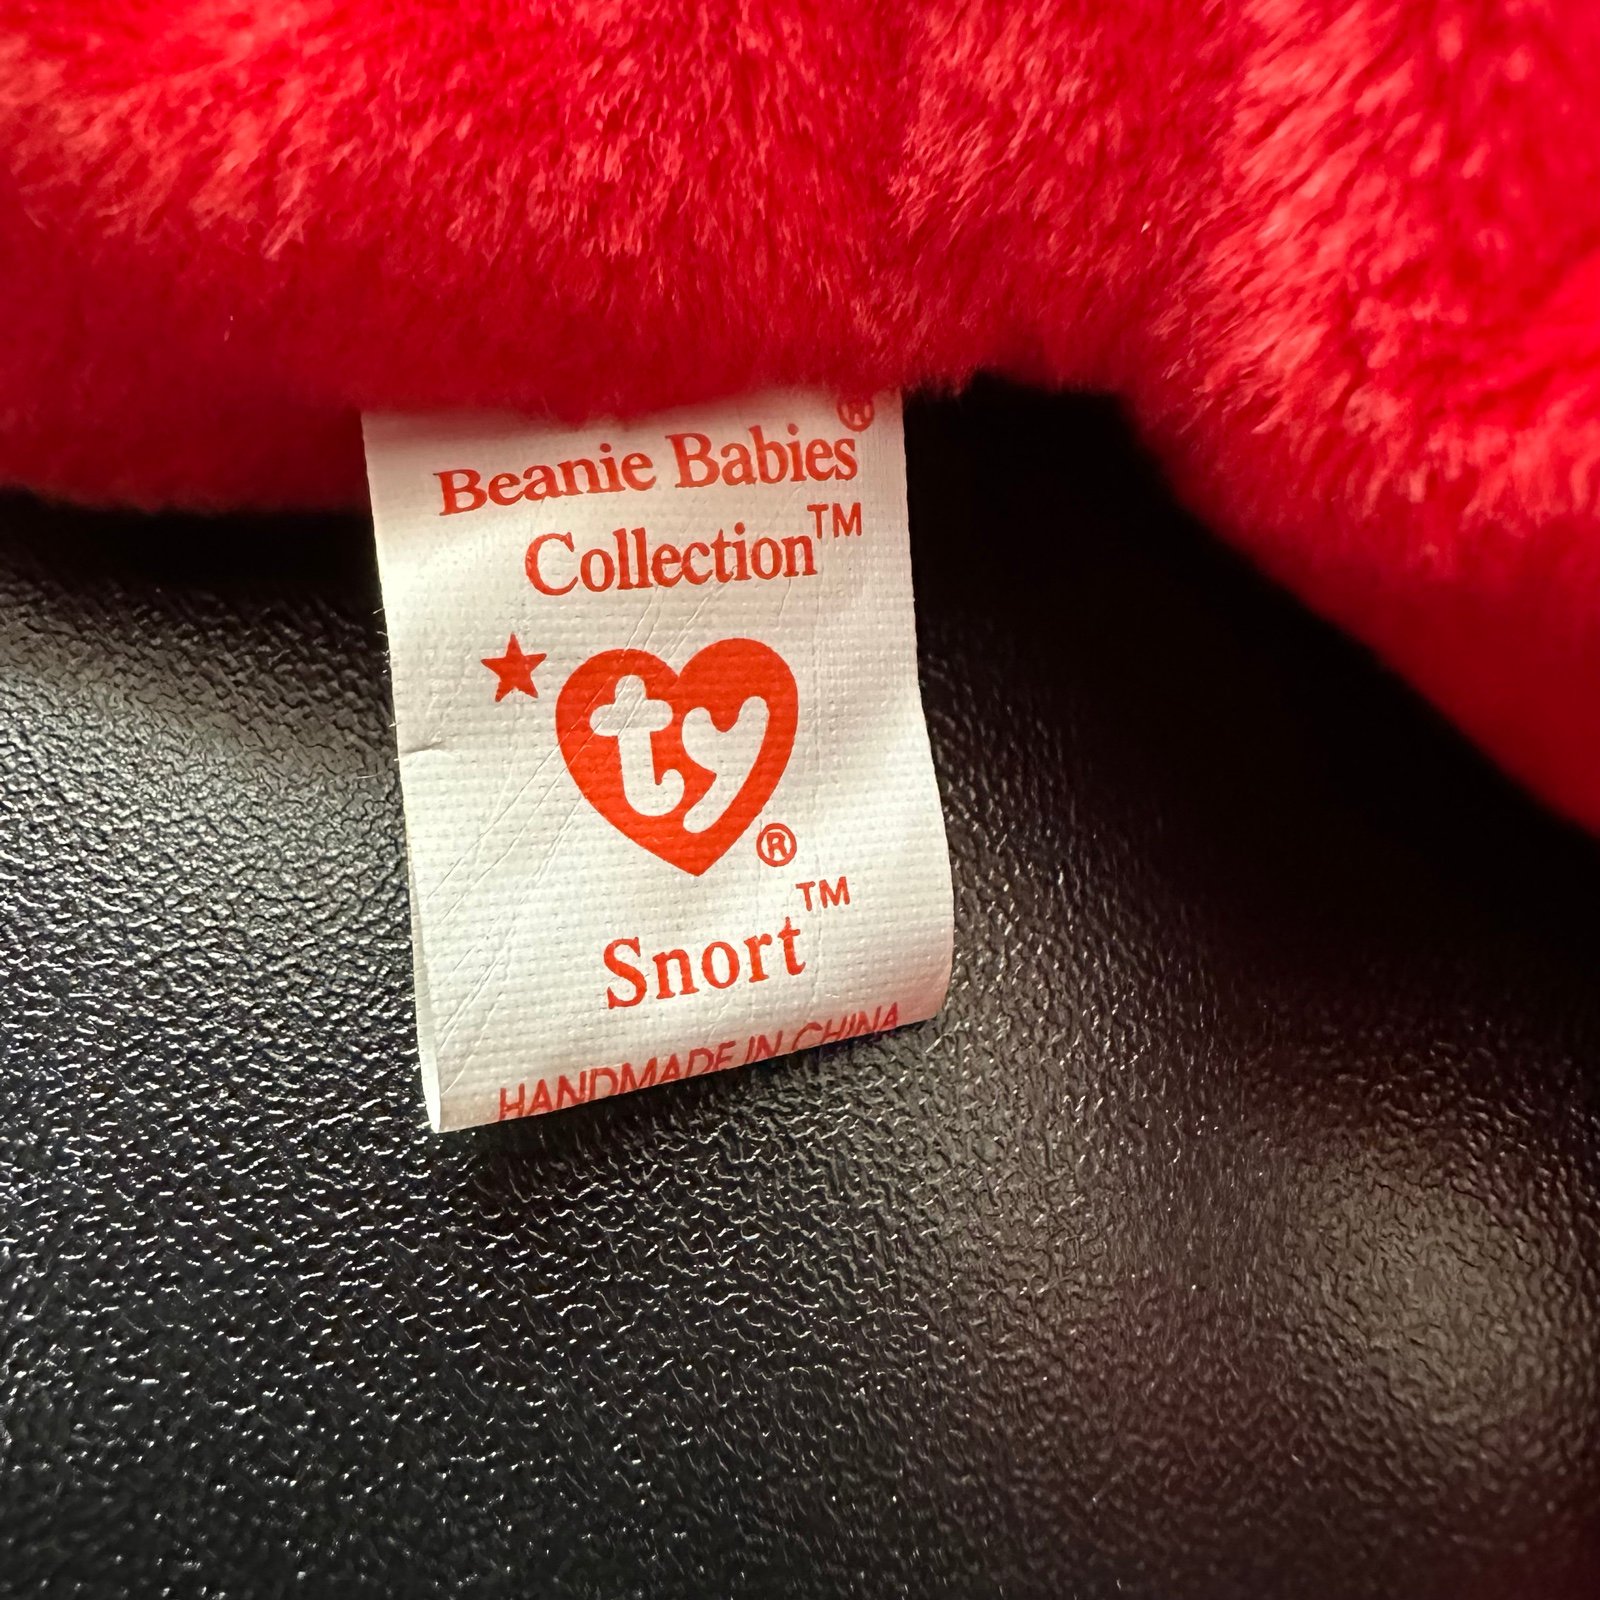 Beanie Babies®
Collection™
ty®
Snort™
HANDMADE IN CHINA